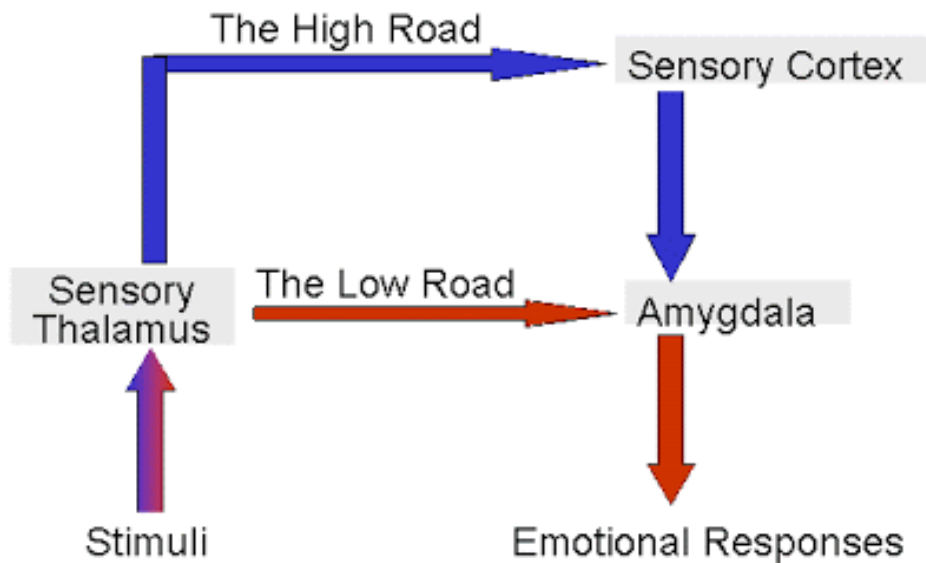 The High Road
Sensory Cortex
Sensory
Thalamus
The Low Road
Amygdala
Stimuli
Emotional Responses